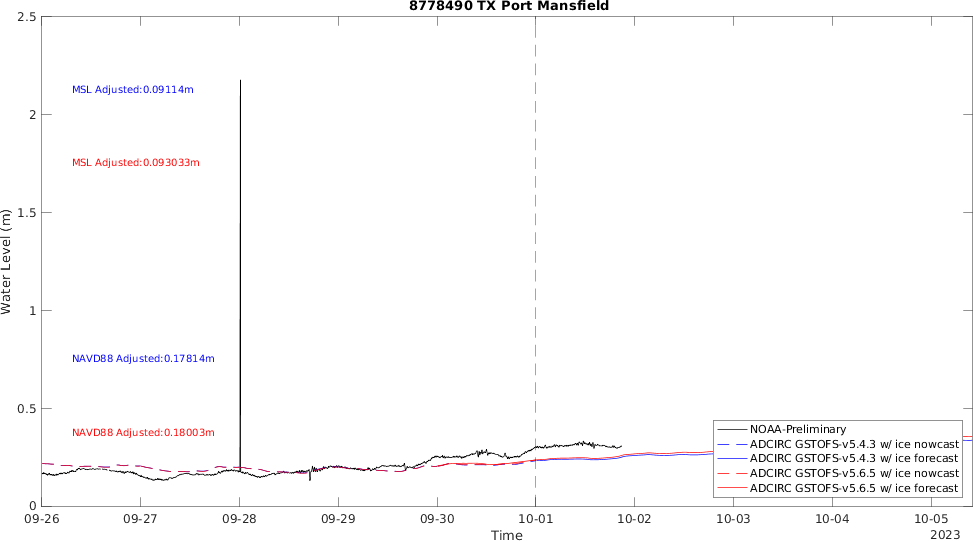 8778490 TX Port Mansfield
2.5
2
1.5
1
0.5
0
Water Level (m)
MSL Adjusted:0.09114m
MSL Adjusted:0.093033m
NAVD88 Adjusted:0.17814m
NAVD88 Adjusted:0.18003m
NOAA-Preliminary
ADCIRC GSTOFS-v5.4.3 w/ ice nowcast
ADCIRC GSTOFS-v5.4.3 w/ ice forecast
ADCIRC GSTOFS-v5.6.5 w/ ice nowcast
ADCIRC GSTOFS-v5.6.5 w/ ice forecast
09-26 09-27 09-28 09-29 09-30 10-01 10-02 10-03 10-04 10-05
Time
2023